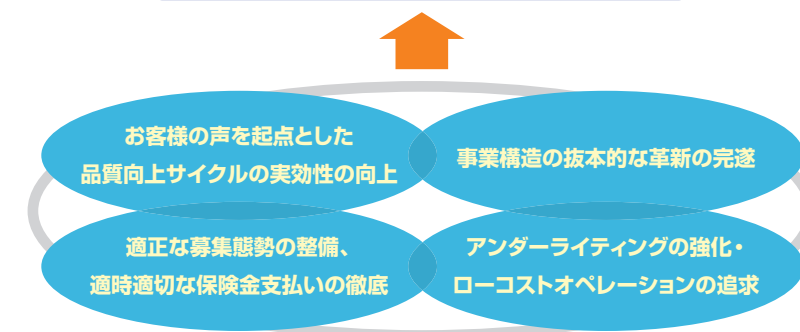 お客様の声を起点とした
品質向上サイクルの実効性の向上
事業構造の抜本的な革新の完遂
適正な募集態勢の整備、
適時適切な保険金支払いの徹底
アンダーライティングの強化・
ローコストオペレーションの追求